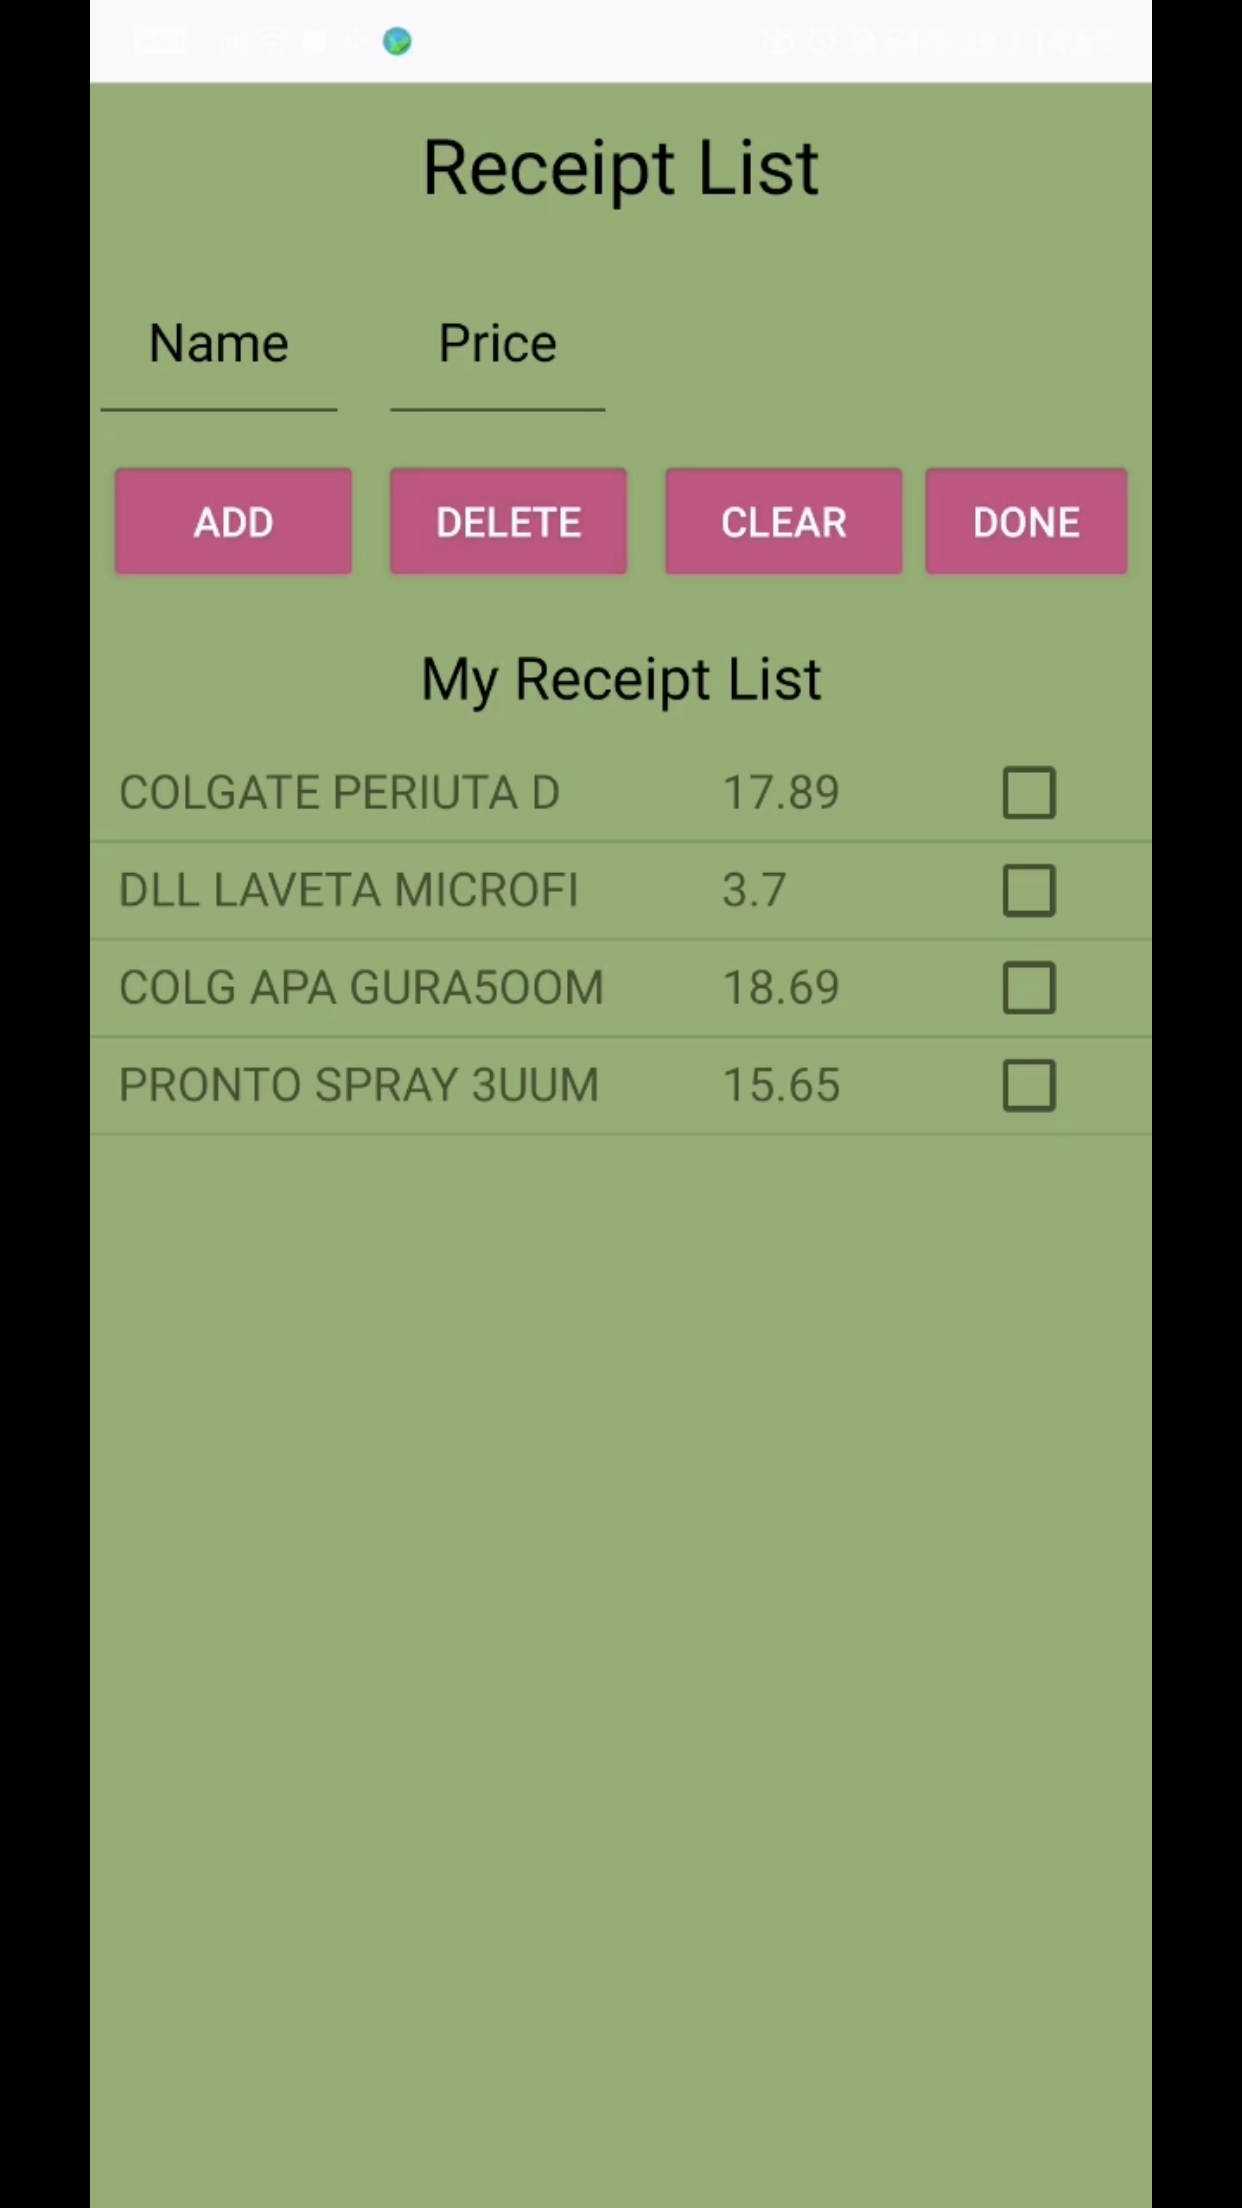 Receipt List
Name Price
ADD DELETE CLEAR DONE
My Receipt List
COLGATE PERIUTA D 17.89
DLL LAVETA MICROFI 3.7
COLG APA GURA5OOM 18.69
PRONTO SPRAY 3UUM 15.65